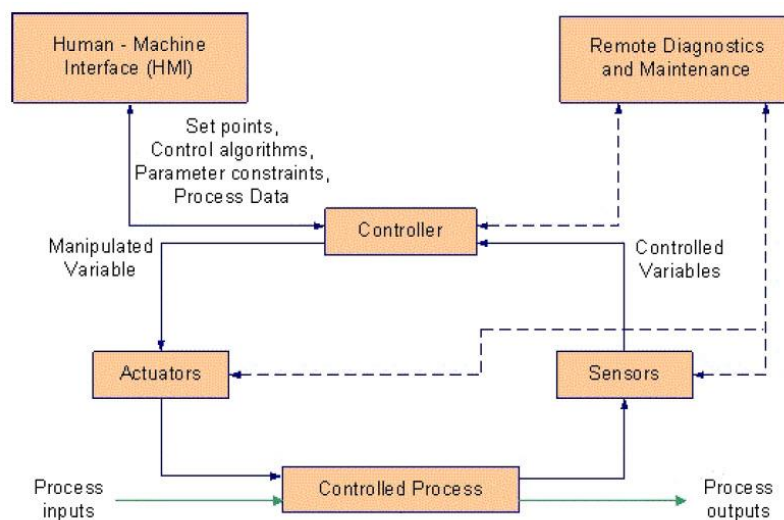 Human - Machine
Interface (HMI)
Remote Diagnostics
and Maintenance
Set points,
Control algorithms,
Parameter constraints,
Process Data
Controller
Manipulated
Variable
Controlled
Variables
Actuators
Sensors
Process
inputs
Controlled Process
Process
outputs